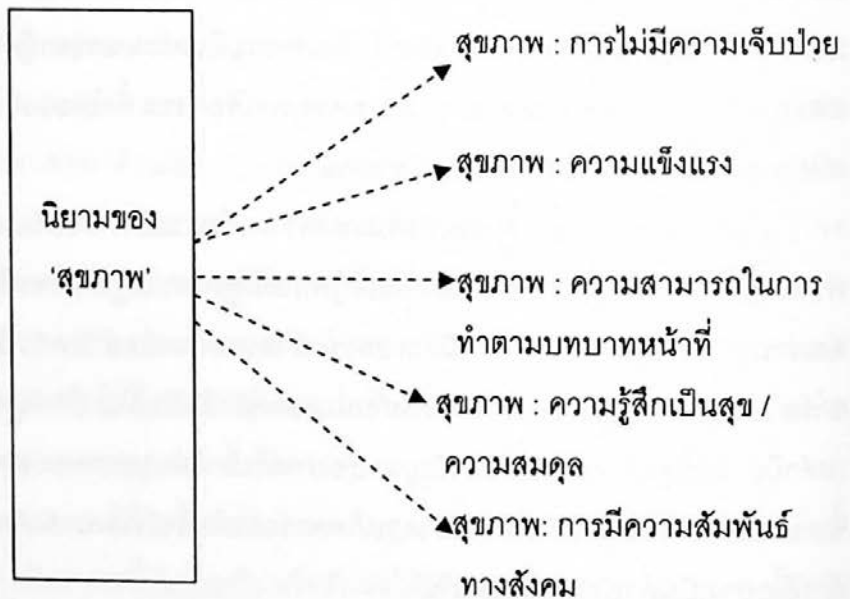 สุขภาพ : การไม่มีความเจ็บป่วย
สุขภาพ : ความแข็งแรง
นิยามของ
'สุขภาพ'
สุขภาพ : ความสามารถในการ
ทำตามบทบาทหน้าที่
สุขภาพ : ความรู้สึกเป็นสุข /
ความสมดุล
สุขภาพ: การมีความสัมพันธ์
ทางสังคม